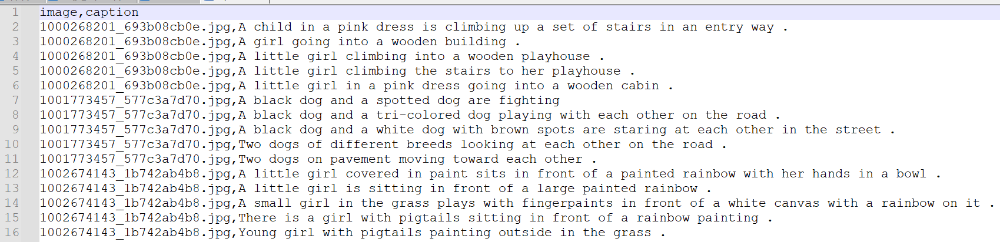 1 image,caption
2 1000268201_693b08cb0e.jpg,A child in a pink dress is climbing up a set of stairs in an entry way .
3 1000268201_693b08cb0e.jpg,A girl going into a wooden building .
4 1000268201_693b08cb0e.jpg,A little girl climbing into a wooden playhouse .
5 1000268201_693b08cb0e.jpg,A little girl climbing the stairs to her playhouse .
6 1000268201_693b08cb0e.jpg,A little girl in a pink dress going into a wooden cabin .
7 1001773457_577c3a7d70.jpg,A black dog and a spotted dog are fighting
8 1001773457_577c3a7d70.jpg,A black dog and a tri-colored dog playing with each other on the road .
9 1001773457_577c3a7d70.jpg,A black dog and a white dog with brown spots are staring at each other in the street .
10 1001773457_577c3a7d70.jpg,Two dogs of different breeds looking at each other on the road .
11 1001773457_577c3a7d70.jpg,Two dogs on pavement moving toward each other .
12 1002674143_1b742ab4b8.jpg,A little girl covered in paint sits in front of a painted rainbow with her hands in a bowl .
13 1002674143_1b742ab4b8.jpg,A little girl is sitting in front of a large painted rainbow .
14 1002674143_1b742ab4b8.jpg,A small girl in the grass plays with fingerpaints in front of a white canvas with a rainbow on it .
15 1002674143_1b742ab4b8.jpg,There is a girl with pigtails sitting in front of a rainbow painting .
16 1002674143_1b742ab4b8.jpg,Young girl with pigtails painting outside in the grass .